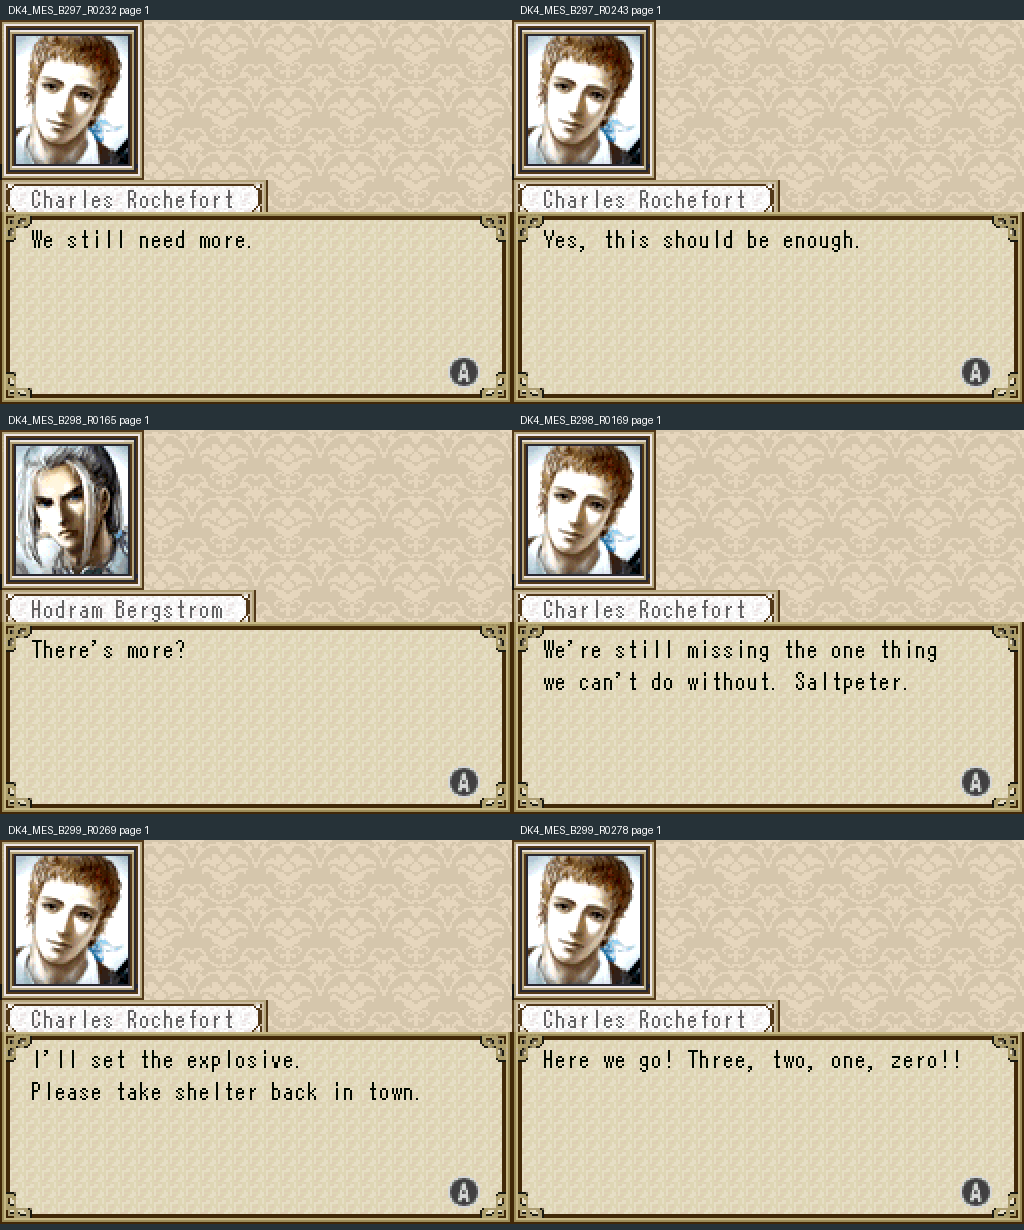 DK4_MES_B297_R0232 page 1
Charles Rochefort
We still need more.
A
DK4_MES_B297_R0243 page 1
Charles Rochefort
Yes, this should be enough.
A
DK4_MES_B298_R0165 page 1
Hodram Bergstrom
There's more?
A
DK4_MES_B298_R0169 page 1
Charles Rochefort
We're still missing the one thing
we can't do without. Saltpeter.
A
DK4_MES_B299_R0269 page 1
Charles Rochefort
I'll set the explosive.
Please take shelter back in town.
A
DK4_MES_B299_R0278 page 1
Charles Rochefort
Here we go! Three, two, one, zero!!
A